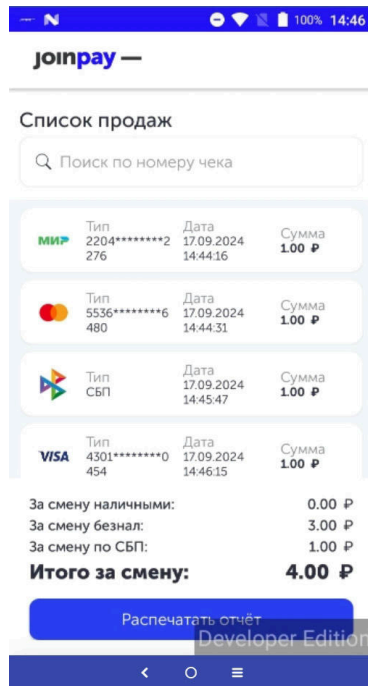 100% 14:46
joinpay —
Список продаж
Поиск по номеру чека
Тип Дата Сумма
МИР 2204********2 17.09.2024 1.00 ₽
276 14:44:16
Тип Дата Сумма
5536********6 17.09.2024 1.00 ₽
480 14:44:31
Тип Дата Сумма
СБП 17.09.2024 1.00 ₽
14:45:47
Тип Дата Сумма
VISA 4301********0 17.09.2024 1.00 ₽
454 14:46:15
За смену наличными: 0.00 ₽
За смену безнал: 3.00 ₽
За смену по СБП: 1.00 ₽
Итого за смену: 4.00 ₽
Распечатать отчёт
Developer Edition